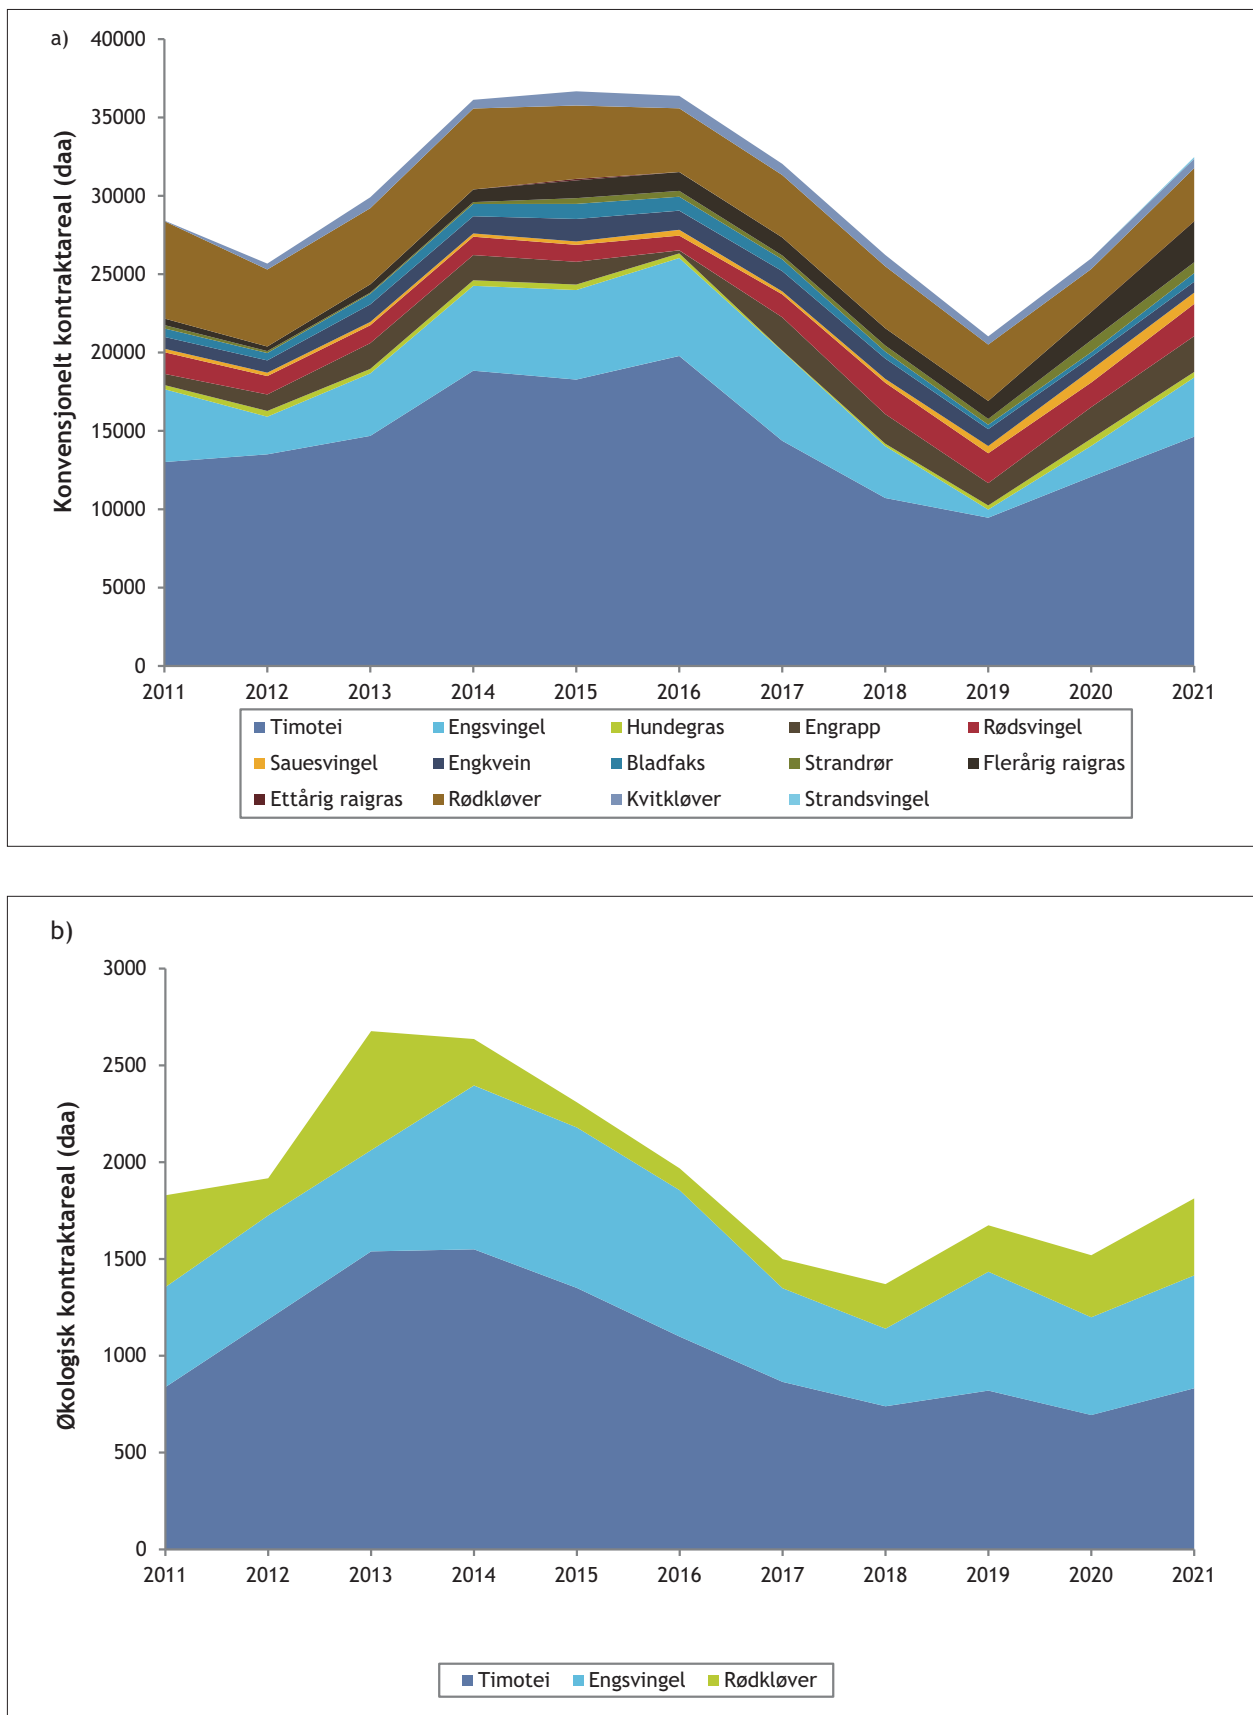 a)
Konvensjonelt kontraktareal (daa)
40000
35000
30000
25000
20000
15000
10000
5000
0
2011 2012 2013 2014 2015 2016 2017 2018 2019 2020 2021
Timotei Engsvingel Hundegras Engrapp Rødsvingel
Sauesvingel Engkvein Bladfaks Strandrør Flerårig raigras
Ettårig raigras Rødkløver Kvitkløver Strandsvingel
b)
Økologisk kontraktareal (daa)
3000
2500
2000
1500
1000
500
0
2011 2012 2013 2014 2015 2016 2017 2018 2019 2020 2021
Timotei Engsvingel Rødkløver